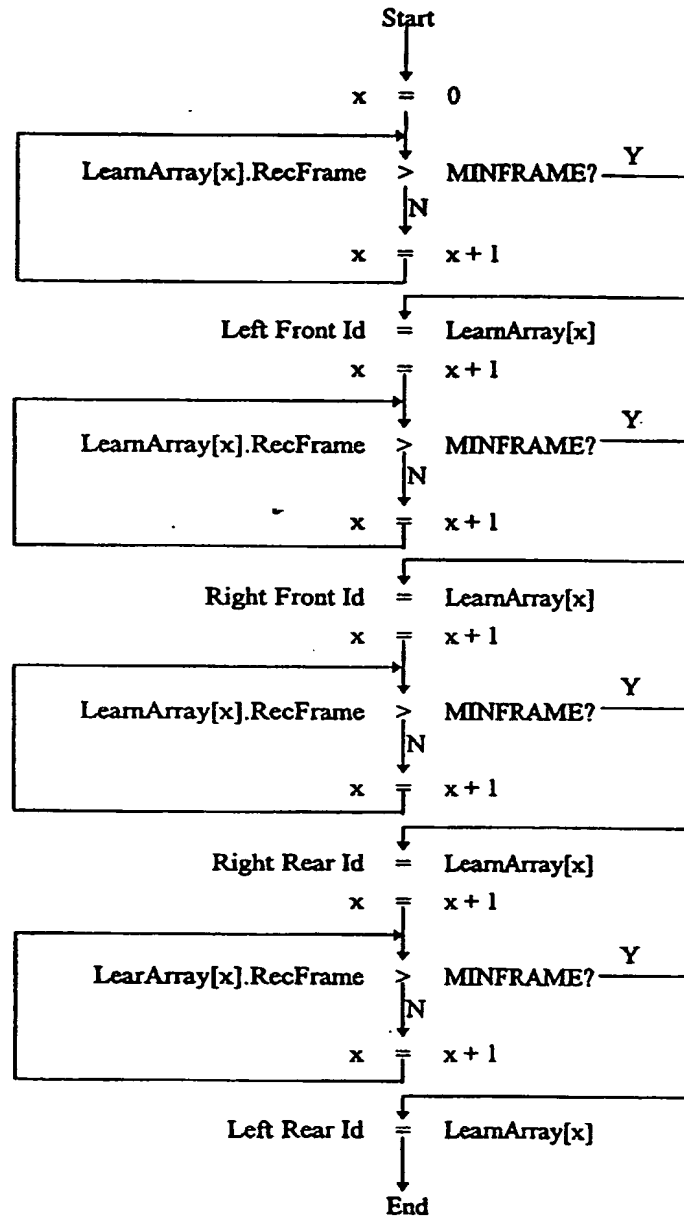 Start
x = 0
LearnArray[x].RecFrame > MINFRAME? Y
N
x = x + 1
Left Front Id = LearnArray[x]
x = x + 1
LearnArray[x].RecFrame > MINFRAME? Y
N
x = x + 1
Right Front Id = LearnArray[x]
x = x + 1
LearnArray[x].RecFrame > MINFRAME? Y
N
x = x + 1
Right Rear Id = LearnArray[x]
x = x + 1
LearArray[x].RecFrame > MINFRAME? Y
N
x = x + 1
Left Rear Id = LearnArray[x]
End